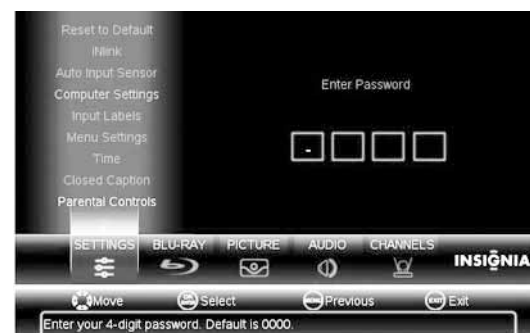 Reset to Default
INlink
Auto Input Sensor
Computer Settings
Input Labels
Menu Settings
Time
Closed Caption
Parental Controls
Enter Password
-
SETTINGS BLU-RAY PICTURE AUDIO CHANNELS
INSIGNIA
Move Select Previous Exit
Enter your 4-digit password. Default is 0000.